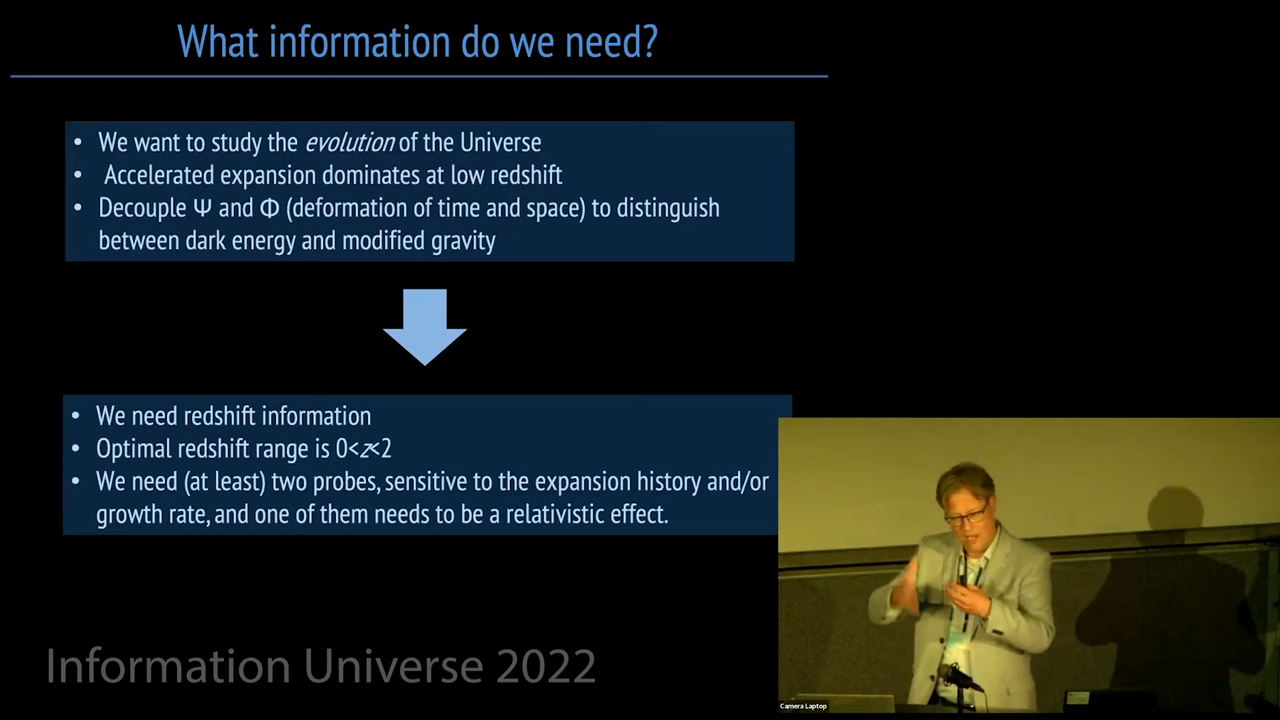 What information do we need?
• We want to study the evolution of the Universe
• Accelerated expansion dominates at low redshift
• Decouple Ψ and Φ (deformation of time and space) to distinguish
between dark energy and modified gravity
• We need redshift information
• Optimal redshift range is 0<z<2
• We need (at least) two probes, sensitive to the expansion history and/or
growth rate, and one of them needs to be a relativistic effect.
Information Universe 2022
Camera Laptop